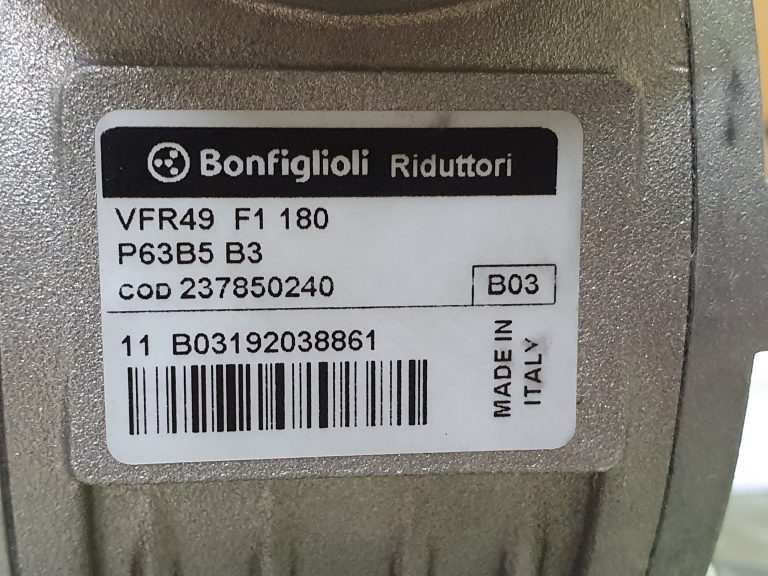 Bonfiglioli Riduttori
VFR49 F1 180
P63B5 B3
COD 237850240
B03
11 B03192038861
MADE IN
ITALY